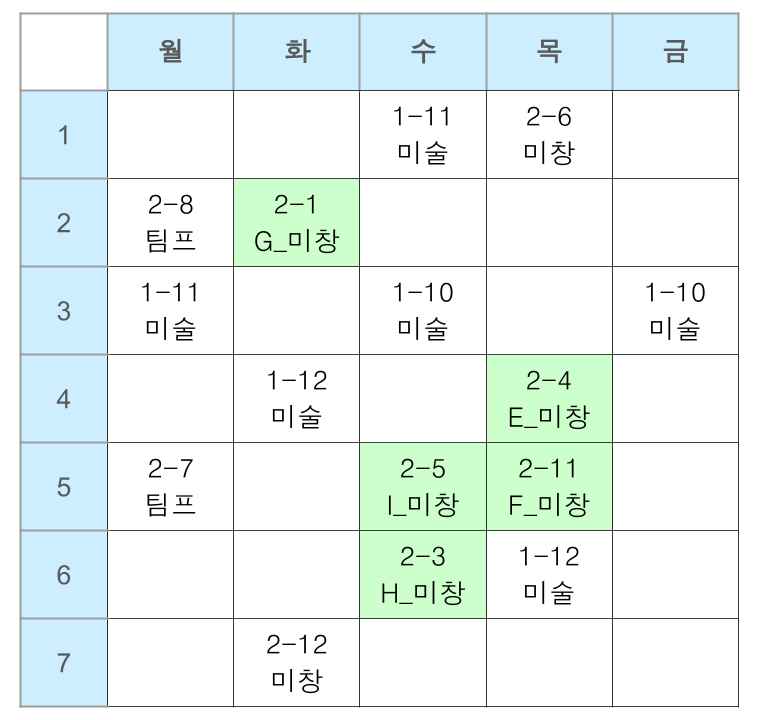 월 화 수 목 금
1
1-11 2-6
미술 미창
2
2-8 2-1
팀프 G_미창
3
1-11 1-10 1-10
미술 미술 미술
4
1-12 2-4
미술 E_미창
5
2-7 2-5 2-11
팀프 I_미창 F_미창
6
2-3 1-12
H_미창 미술
7
2-12
미창